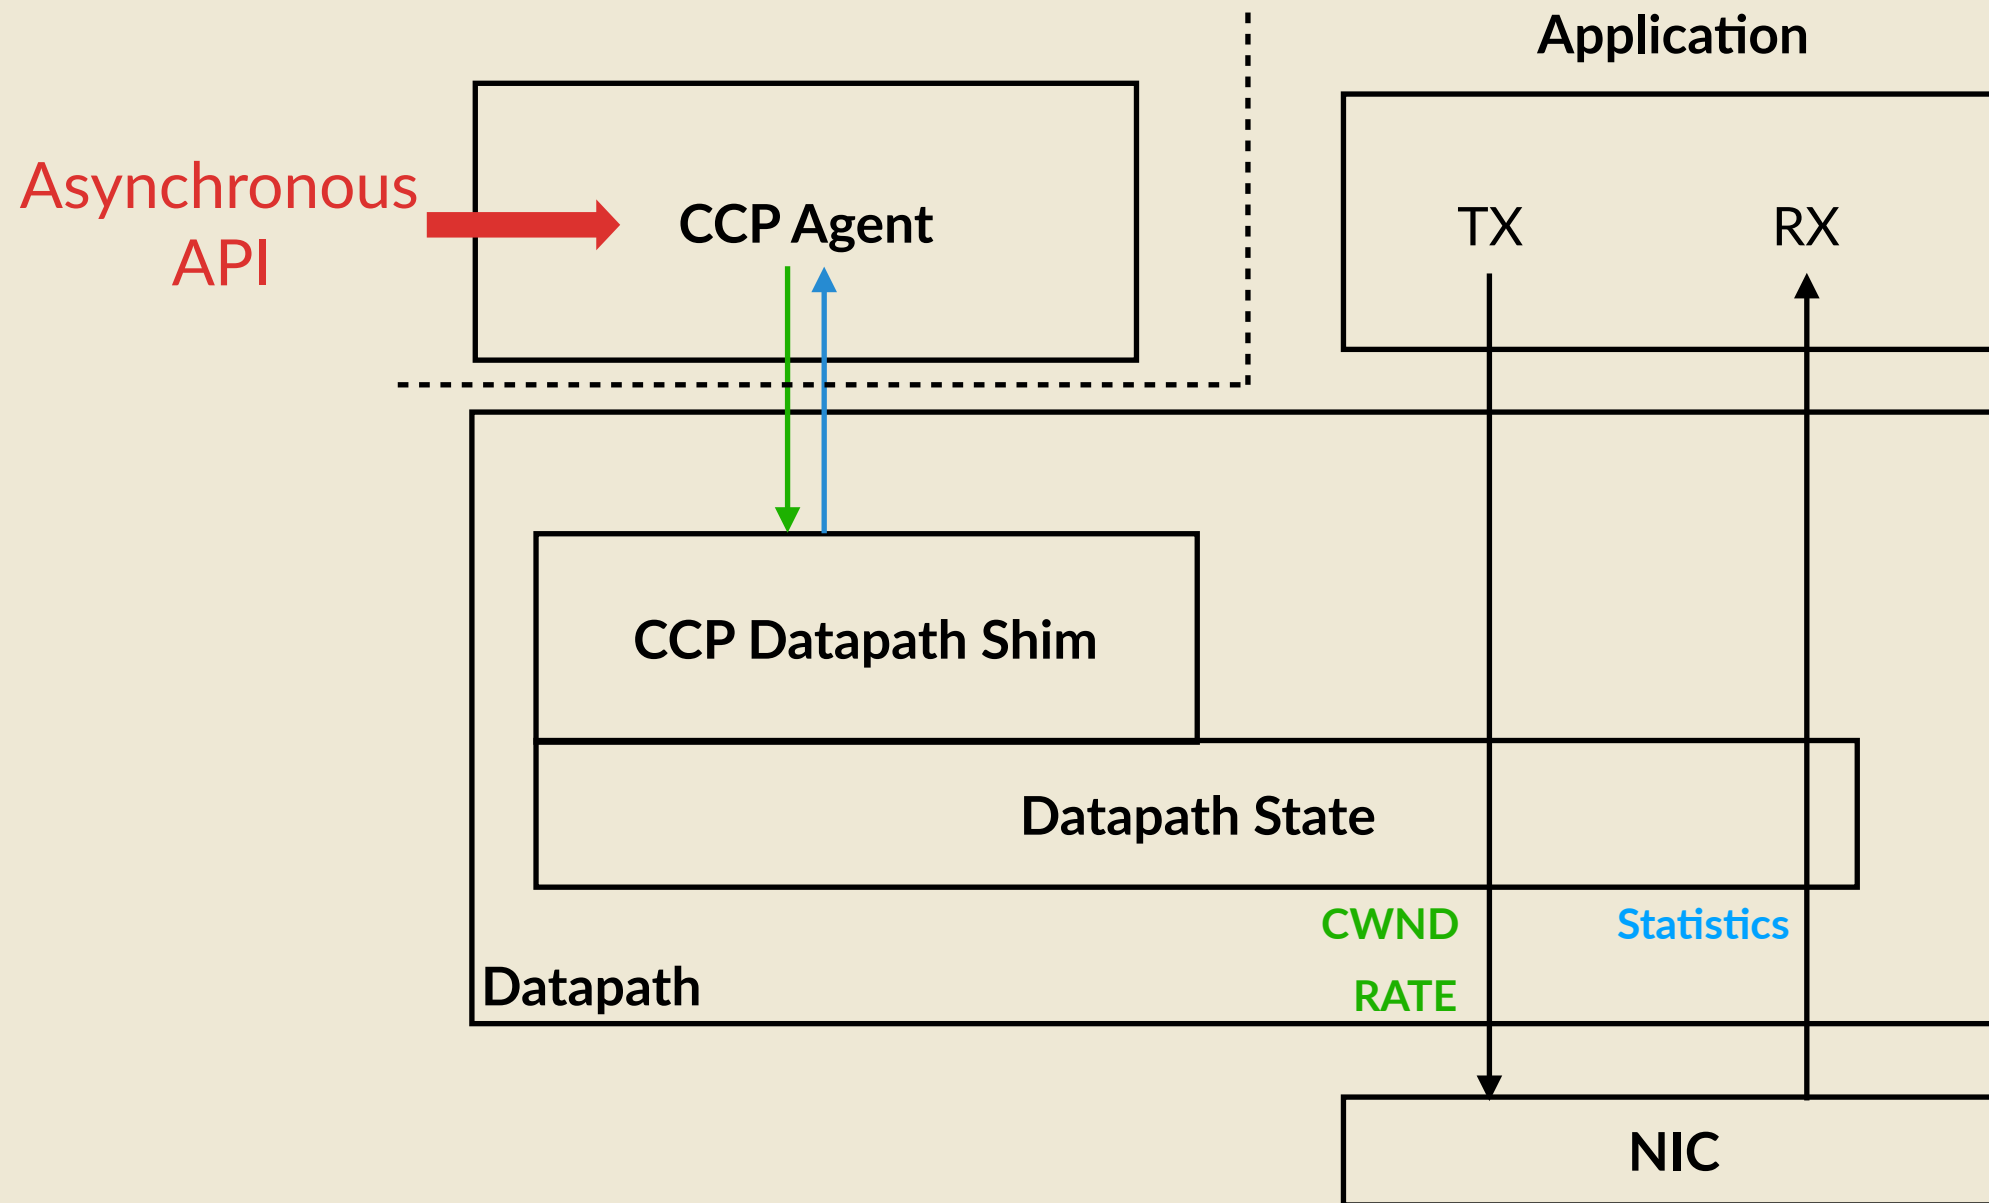 Application
Asynchronous
API
CCP Agent
TX
RX
CCP Datapath Shim
Datapath State
CWND
Statistics
Datapath
RATE
NIC